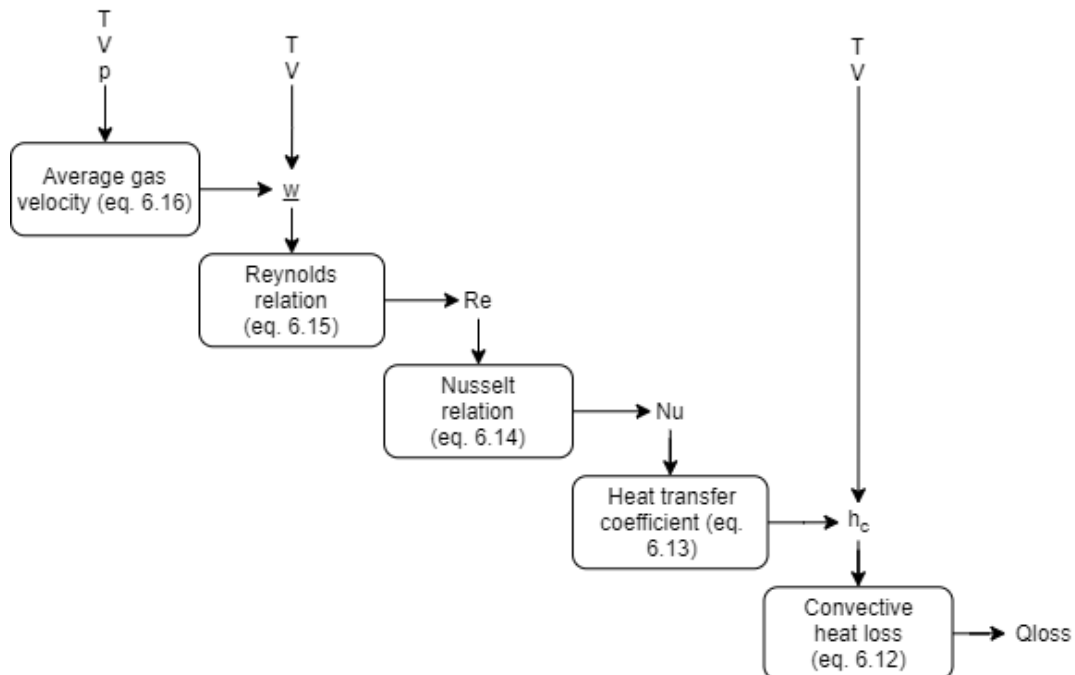 T
V
p
T
V
T
V
Average gas
velocity (eq. 6.16)
w
Reynolds
relation
(eq. 6.15)
Re
Nusselt
relation
(eq. 6.14)
Nu
Heat transfer
coefficient (eq.
6.13)
hc
Convective
heat loss
(eq. 6.12)
Qloss